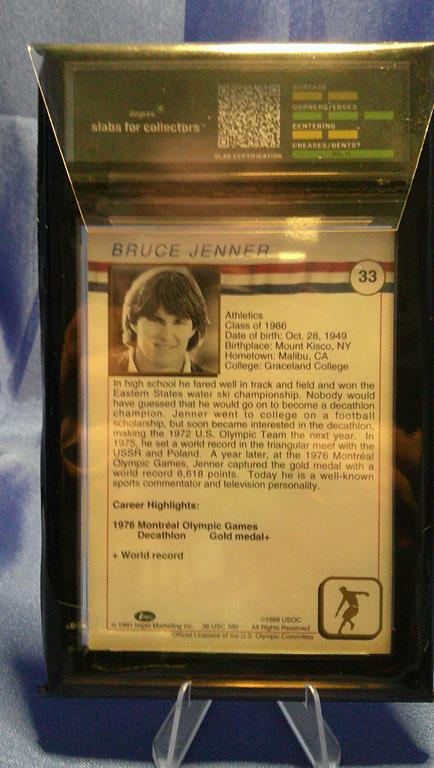 degree
slabs for collectors
SLAB CERTIFICATION
SURFACE
CORNERS/EDGES
CENTERING
CREASES/DENTS?
BRUCE JENNER
33
Athletics
Class of 1986
Date of birth: Oct. 28, 1949
Birthplace: Mount Kisco, NY
Hometown: Malibu, CA
College: Graceland College
In high school he fared well in track and field and won the
Eastern States water ski championship. Nobody would
have guessed that he would go on to become a decathlon
champion. Jenner went to college on a football
scholarship, but soon became interested in the decathlon,
making the 1972 U.S. Olympic Team the next year. In
1975, he set a world record in the triangular meet with the
USSR and Poland. A year later, at the 1976 Montréal
Olympic Games, Jenner captured the gold medal with a
world record 8,618 points. Today he is a well-known
sports commentator and television personality.
Career Highlights:
1976 Montréal Olympic Games
Decathlon Gold medal+
+ World record
© 1991 Impel Marketing Inc. 36 USC 380 ©1989 USOC
All Rights Reserved
Official Licensee of the U.S. Olympic Committee